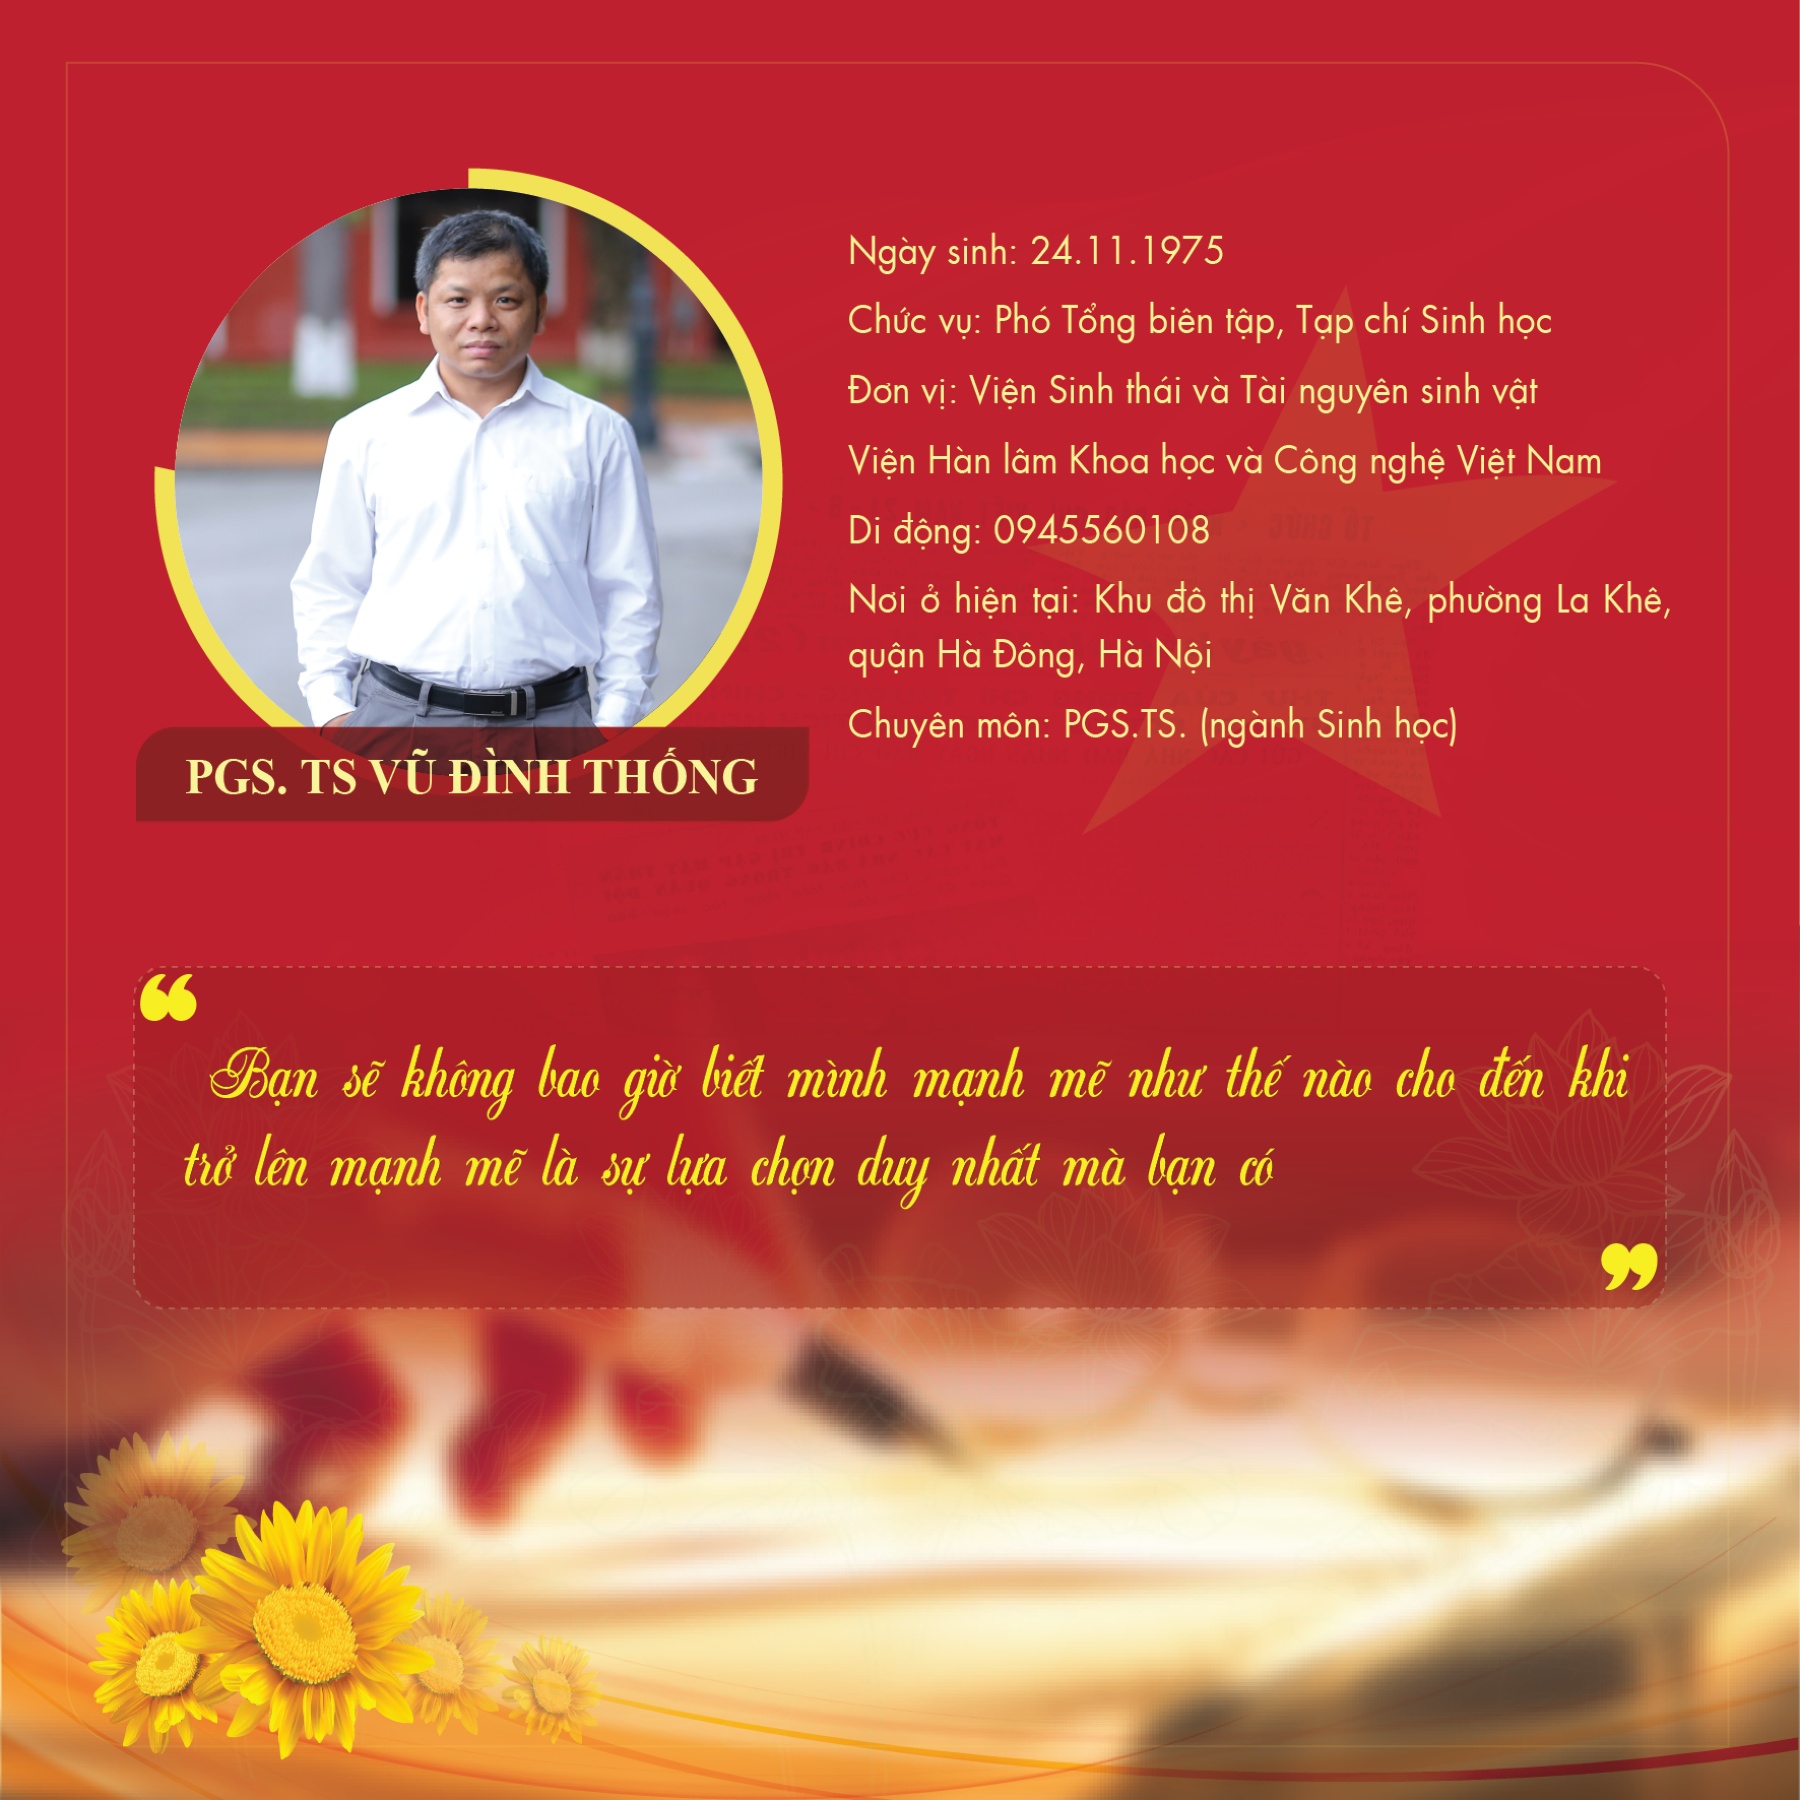 Ngày sinh: 24.11.1975
Chức vụ: Phó Tổng biên tập, Tạp chí Sinh học
Đơn vị: Viện Sinh thái và Tài nguyên sinh vật
Viện Hàn lâm Khoa học và Công nghệ Việt Nam
Di động: 0945560108
Nơi ở hiện tại: Khu đô thị Văn Khê, phường La Khê,
quận Hà Đông, Hà Nội
Chuyên môn: PGS.TS. (ngành Sinh học)
PGS. TS VŨ ĐÌNH THỐNG
“
Bạn sẽ không bao giờ biết mình mạnh mẽ như thế nào cho đến khi
trở lên mạnh mẽ là sự lựa chọn duy nhất mà bạn có
”